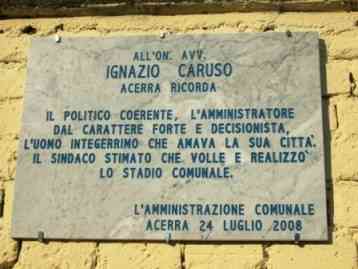 ALL'ON. AVV.
IGNAZIO CARUSO
ACERRA RICORDA
IL POLITICO COERENTE, L'AMMINISTRATORE
DAL CARATTERE FORTE E DECISIONISTA,
L'UOMO INTEGERRIMO CHE AMAVA LA SUA CITTÀ.
IL SINDACO STIMATO CHE VOLLE E REALIZZÒ
LO STADIO COMUNALE.
L'AMMINISTRAZIONE COMUNALE
ACERRA 24 LUGLIO 2008